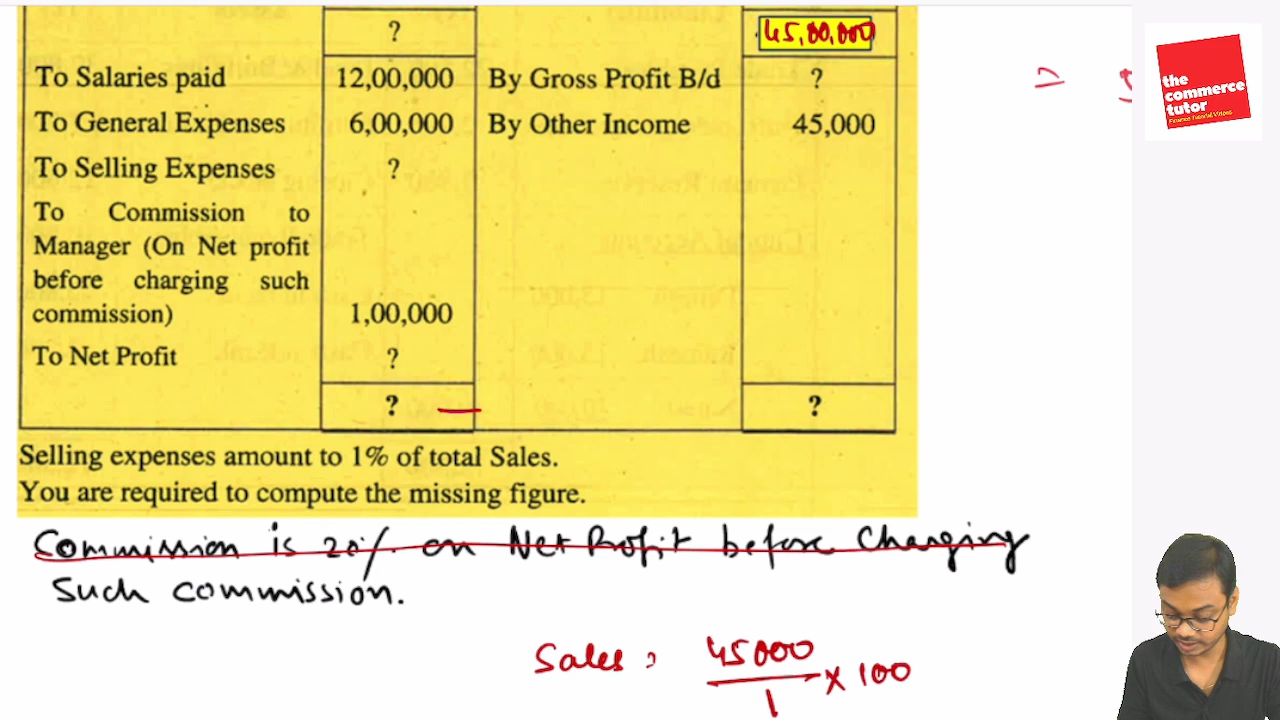 ? 45,00,000
To Salaries paid 12,00,000 By Gross Profit B/d ?
To General Expenses 6,00,000 By Other Income 45,000
To Selling Expenses ?
To Commission to
Manager (On Net profit
before charging such
commission) 1,00,000
To Net Profit ?
? ?
Selling expenses amount to 1% of total Sales.
You are required to compute the missing figure.
Commission is 20% on Net Profit before Charging
Such commission.
Sales = 45000
1 × 100
=
the
commerce
tutor